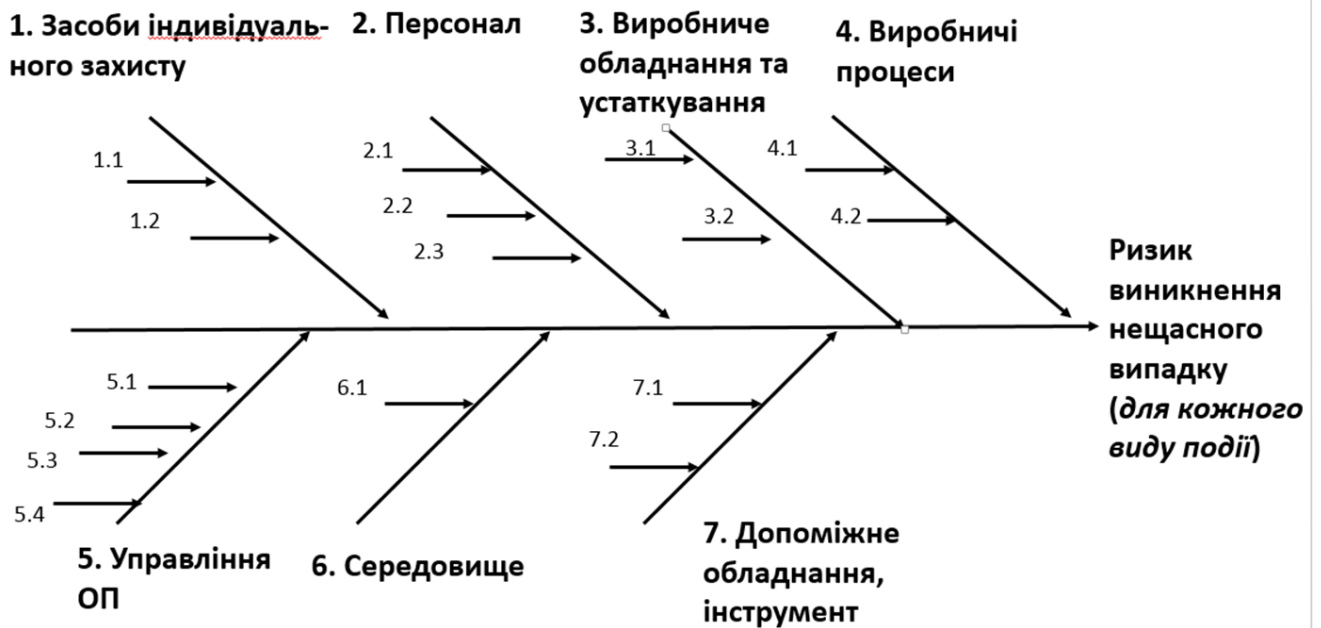 1. Засоби індивідуаль-
ного захисту
2. Персонал
3. Виробниче
обладнання та
устаткування
4. Виробничі
процеси
1.1
1.2
2.1
2.2
2.3
3.1
3.2
4.1
4.2
Ризик
виникнення
нещасного
випадку
(для кожного
виду події)
5.1
5.2
5.3
5.4
6.1
7.1
7.2
5. Управління
ОП
6. Середовище
7. Допоміжне
обладнання,
інструмент